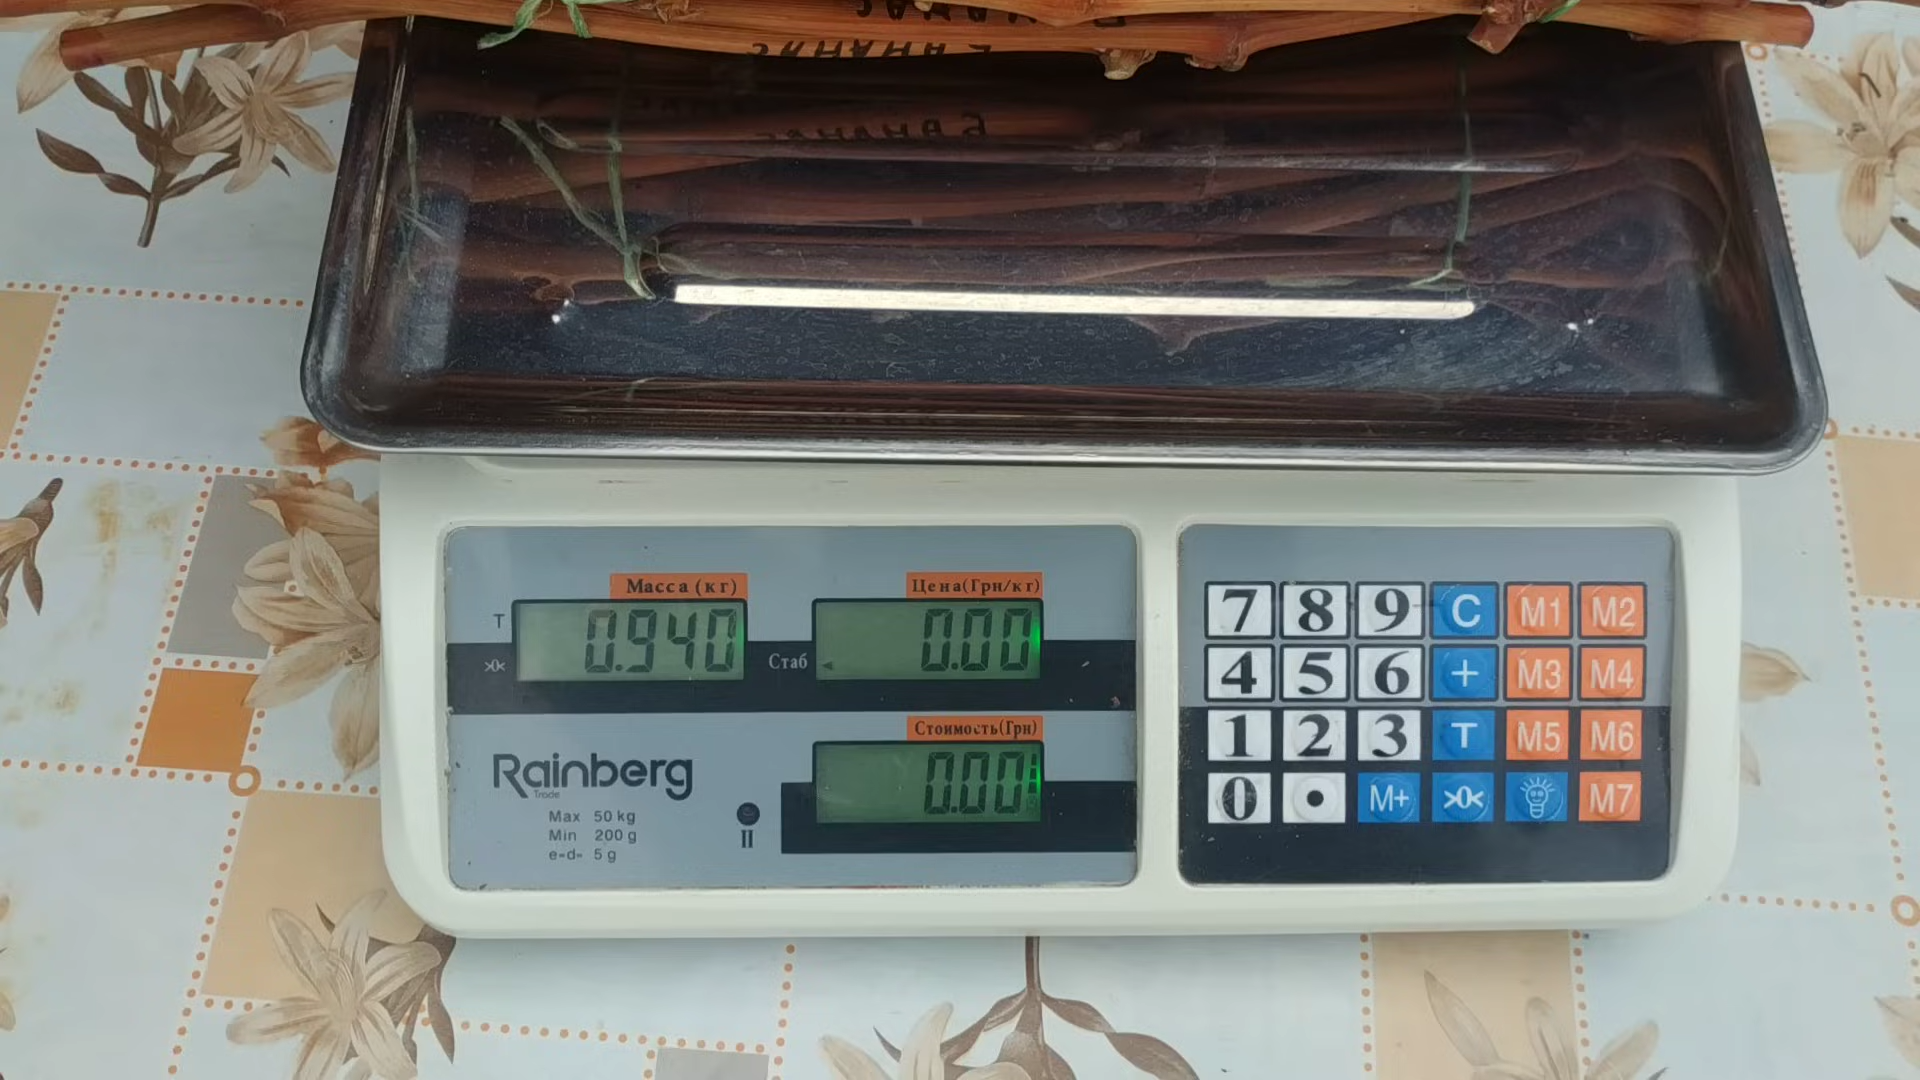 Масса (кг)
Цена(Грн/кг)
T
0.940
Стаб
0.00
>0<
Стоимость(Грн)
0.00
Rainberg
Trade
Max 50 kg
Min 200 g
e=d= 5 g
II
7 8 9 C M1 M2
4 5 6 + M3 M4
1 2 3 T M5 M6
0 • M+ >0< M7